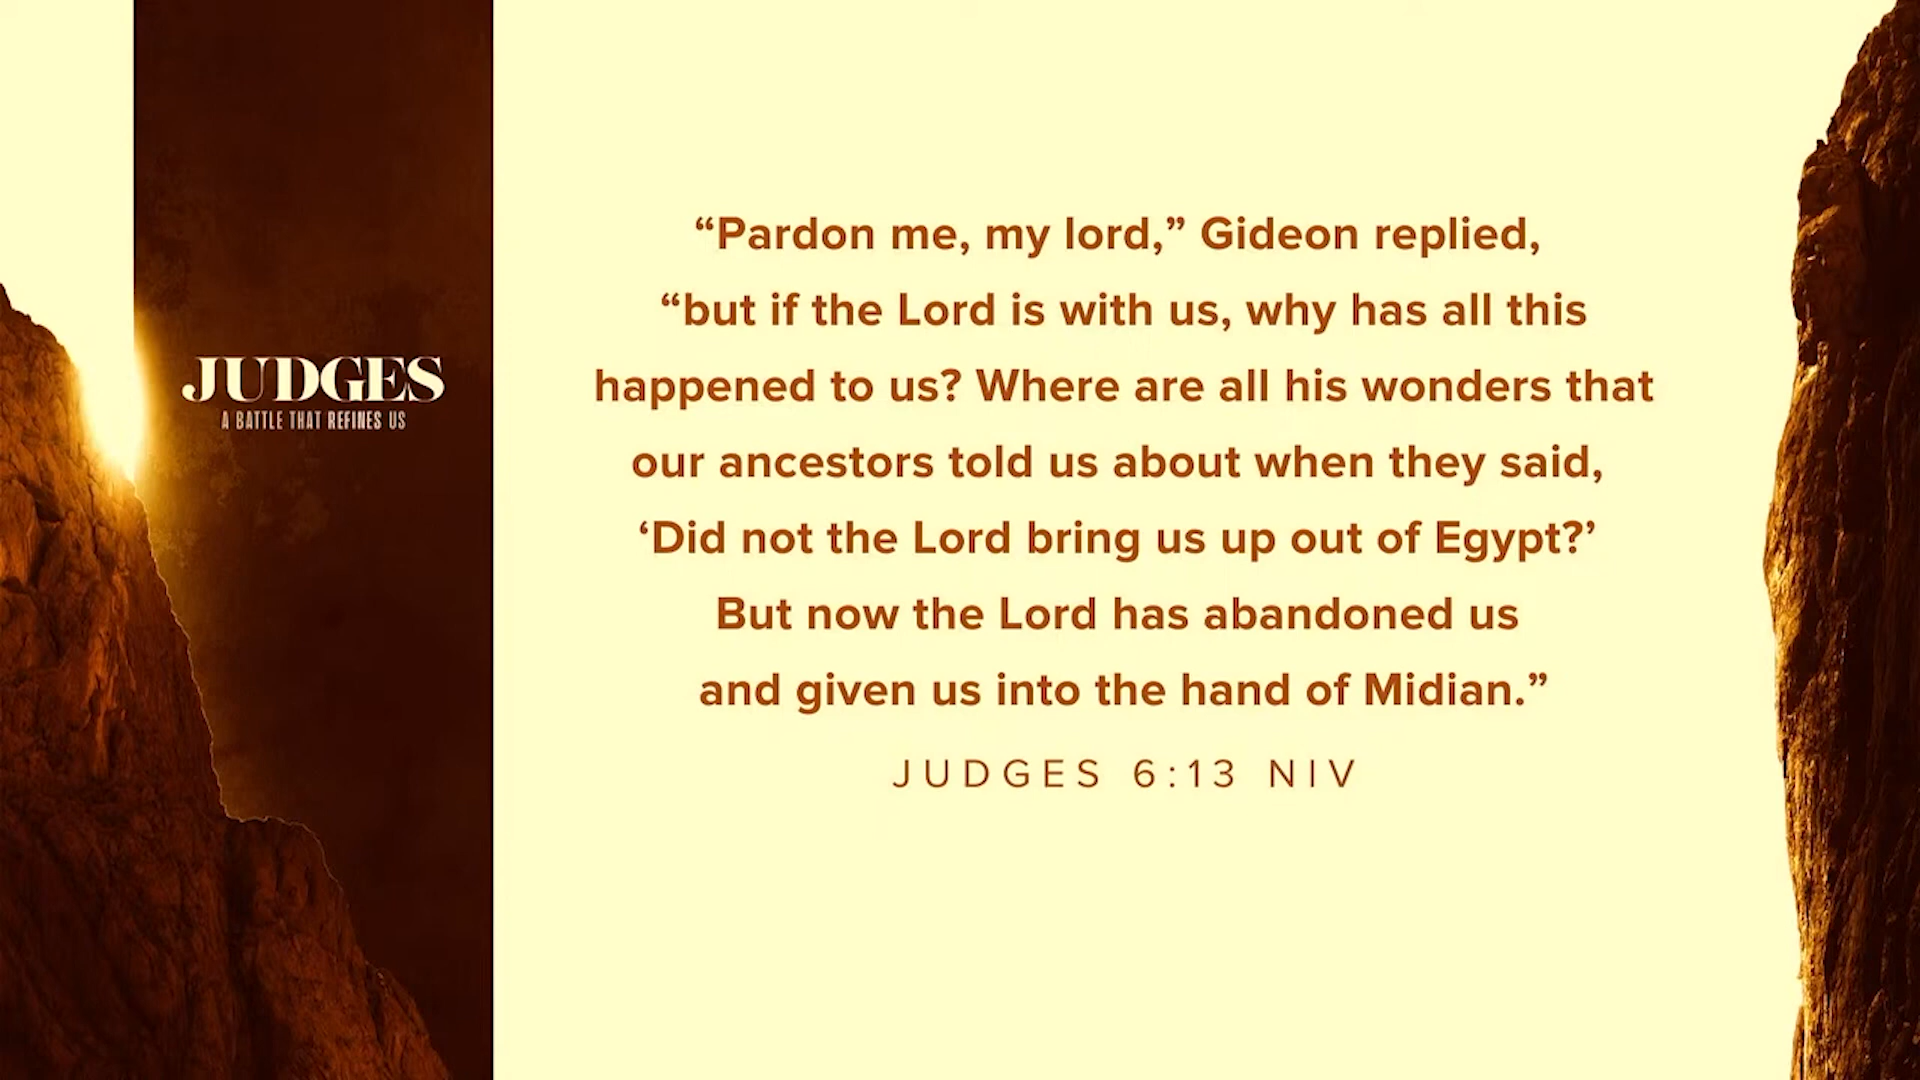 JUDGES
A BATTLE THAT REFINES US
“Pardon me, my lord,” Gideon replied,
“but if the Lord is with us, why has all this
happened to us? Where are all his wonders that
our ancestors told us about when they said,
‘Did not the Lord bring us up out of Egypt?’
But now the Lord has abandoned us
and given us into the hand of Midian.”
JUDGES 6:13 NIV